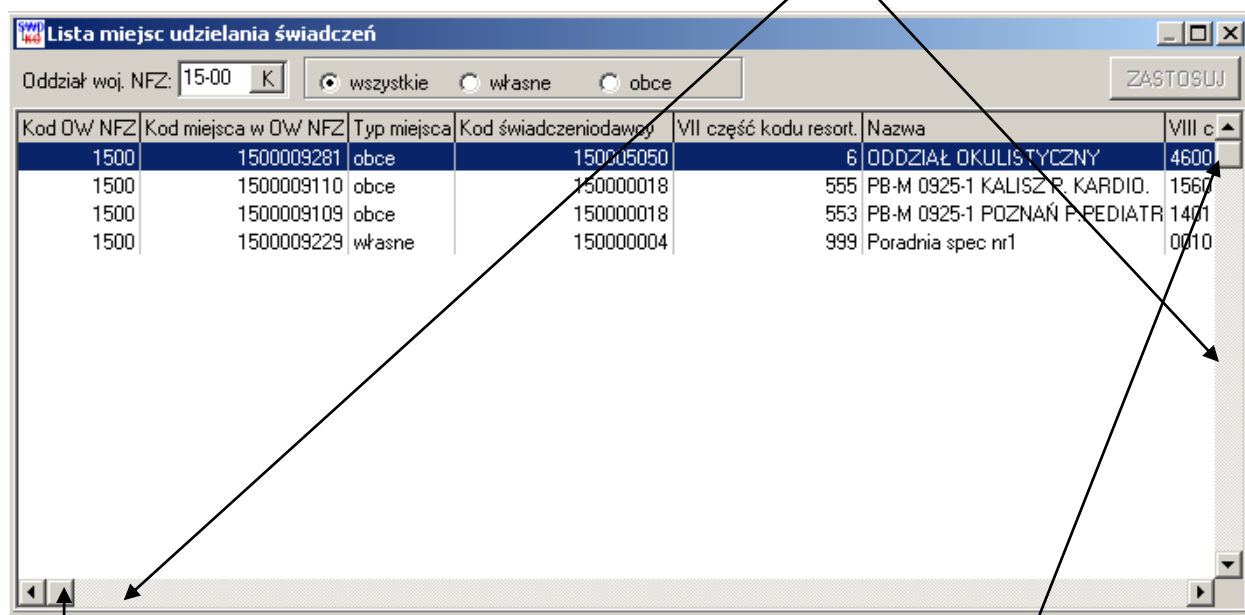 SWD KŚ Lista miejsc udzielania świadczeń
Oddział woj. NFZ: 15-00 K wszystkie własne obce ZASTOSUJ
Kod OW NFZ Kod miejsca w OW NFZ Typ miejsca Kod świadczeniodawcy VII część kodu resort. Nazwa VIII c
1500 1500009281 obce 150005050 6 ODDZIAŁ OKULISTYCZNY 4600
1500 1500009110 obce 150000018 555 PB-M 0925-1 KALISZ P. KARDIO. 1560
1500 1500009109 obce 150000018 553 PB-M 0925-1 POZNAŃ P.PEDIATR 1401
1500 1500009229 własne 150000004 999 Poradnia spec nr1 0010